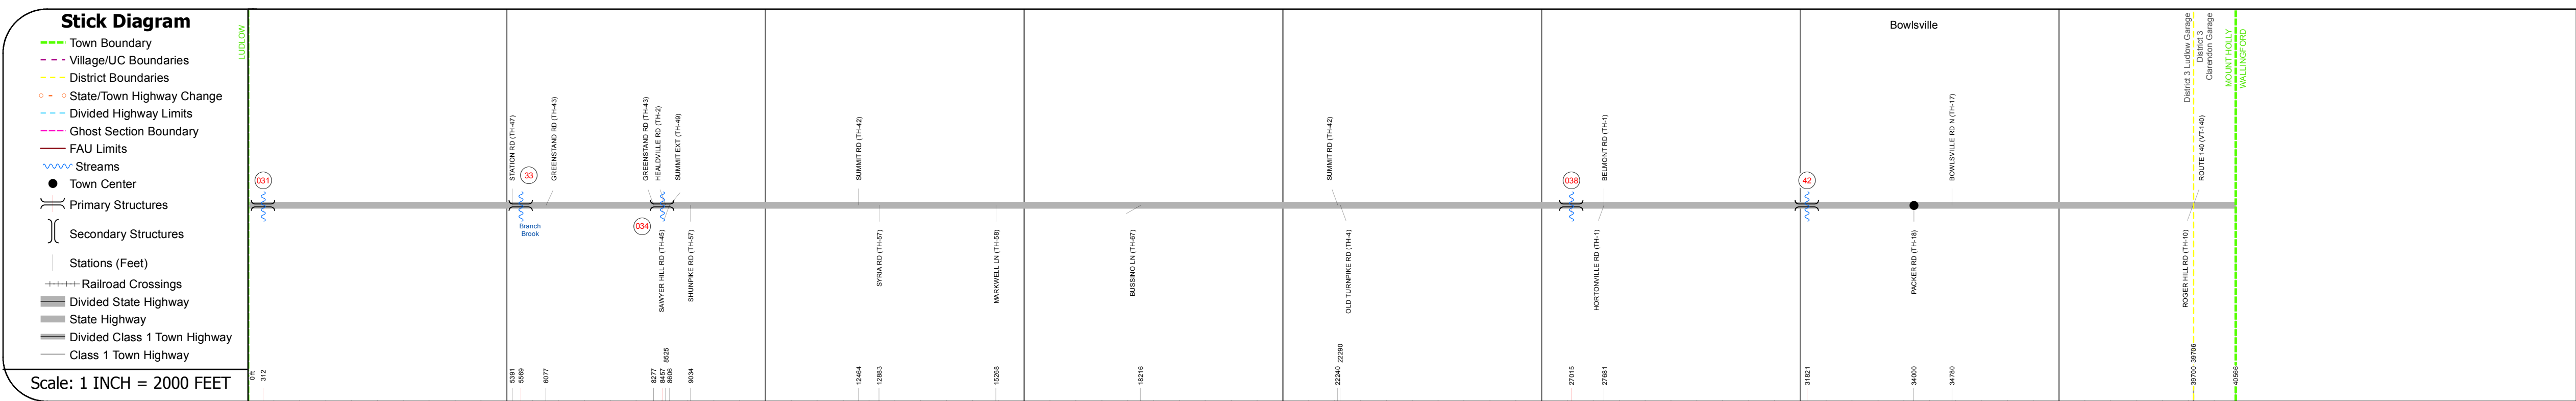 Stick Diagram
Town Boundary
Village/UC Boundaries
District Boundaries
State/Town Highway Change
Divided Highway Limits
Ghost Section Boundary
FAU Limits
Streams
Town Center
Primary Structures
Secondary Structures
Stations (Feet)
Railroad Crossings
Divided State Highway
State Highway
Divided Class 1 Town Highway
Class 1 Town Highway
Scale: 1 INCH = 2000 FEET
LUDLOW
031
STATION RD (TH-47)
33
Branch
Brook
GREENSTAND RD (TH-43)
GREENSTAND RD (TH-43)
HEALDVILLE RD (TH-2)
SUMMIT EXT (TH-49)
034
SAWYER HILL RD (TH-45)
SHUNPIKE RD (TH-57)
SUMMIT RD (TH-42)
SYRIA RD (TH-57)
MARKWELL LN (TH-58)
BUSSINO LN (TH-67)
SUMMIT RD (TH-42)
OLD TURNPIKE RD (TH-4)
038
HORTONVILLE RD (TH-1)
BELMONT RD (TH-1)
42
Bowlsville
PACKER RD (TH-18)
BOWLSVILLE RD N (TH-17)
District 3 Ludlow Garage
District 3
Clarendon Garage
ROGER HILL RD (TH-10)
ROUTE 140 (VT-140)
MOUNT HOLLY
WALLINGFORD
0 ft
312
5391
5569
6077
8277
8457
8525
8606
9034
12464
12883
15268
18216
22240
22290
27015
27681
31821
34000
34780
39700
39706
40566